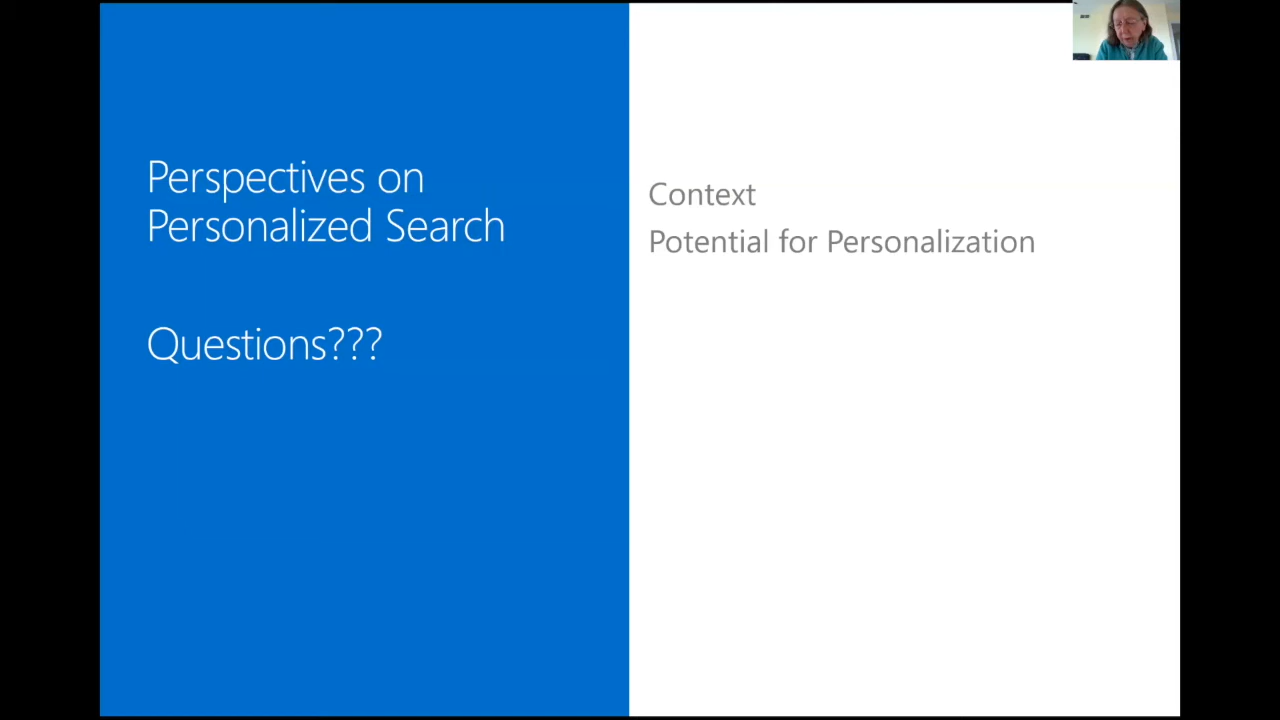 Perspectives on
Personalized Search
Questions???
Context
Potential for Personalization